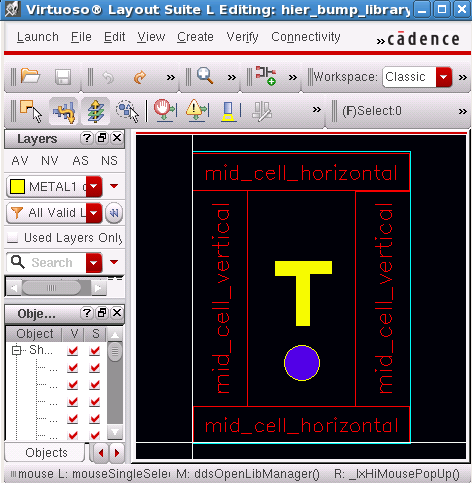 Virtuoso® Layout Suite L Editing: hier_bump_library
Launch File Edit View Create Verify Connectivity » cādence
» » » Workspace: Classic »
» (F)Select:0
Layers ? 
AV NV AS NS
METAL1
All Valid L
Used Layers Only
Search
Obje... ?
Object V S
Sh...
...
...
...
...
Objects
mid_cell_horizontal
mid_cell_vertical
T
mid_cell_vertical
mid_cell_horizontal
mouse L: mouseSingleSelec M: ddsOpenLibManager() R: _lxHiMousePopUp()